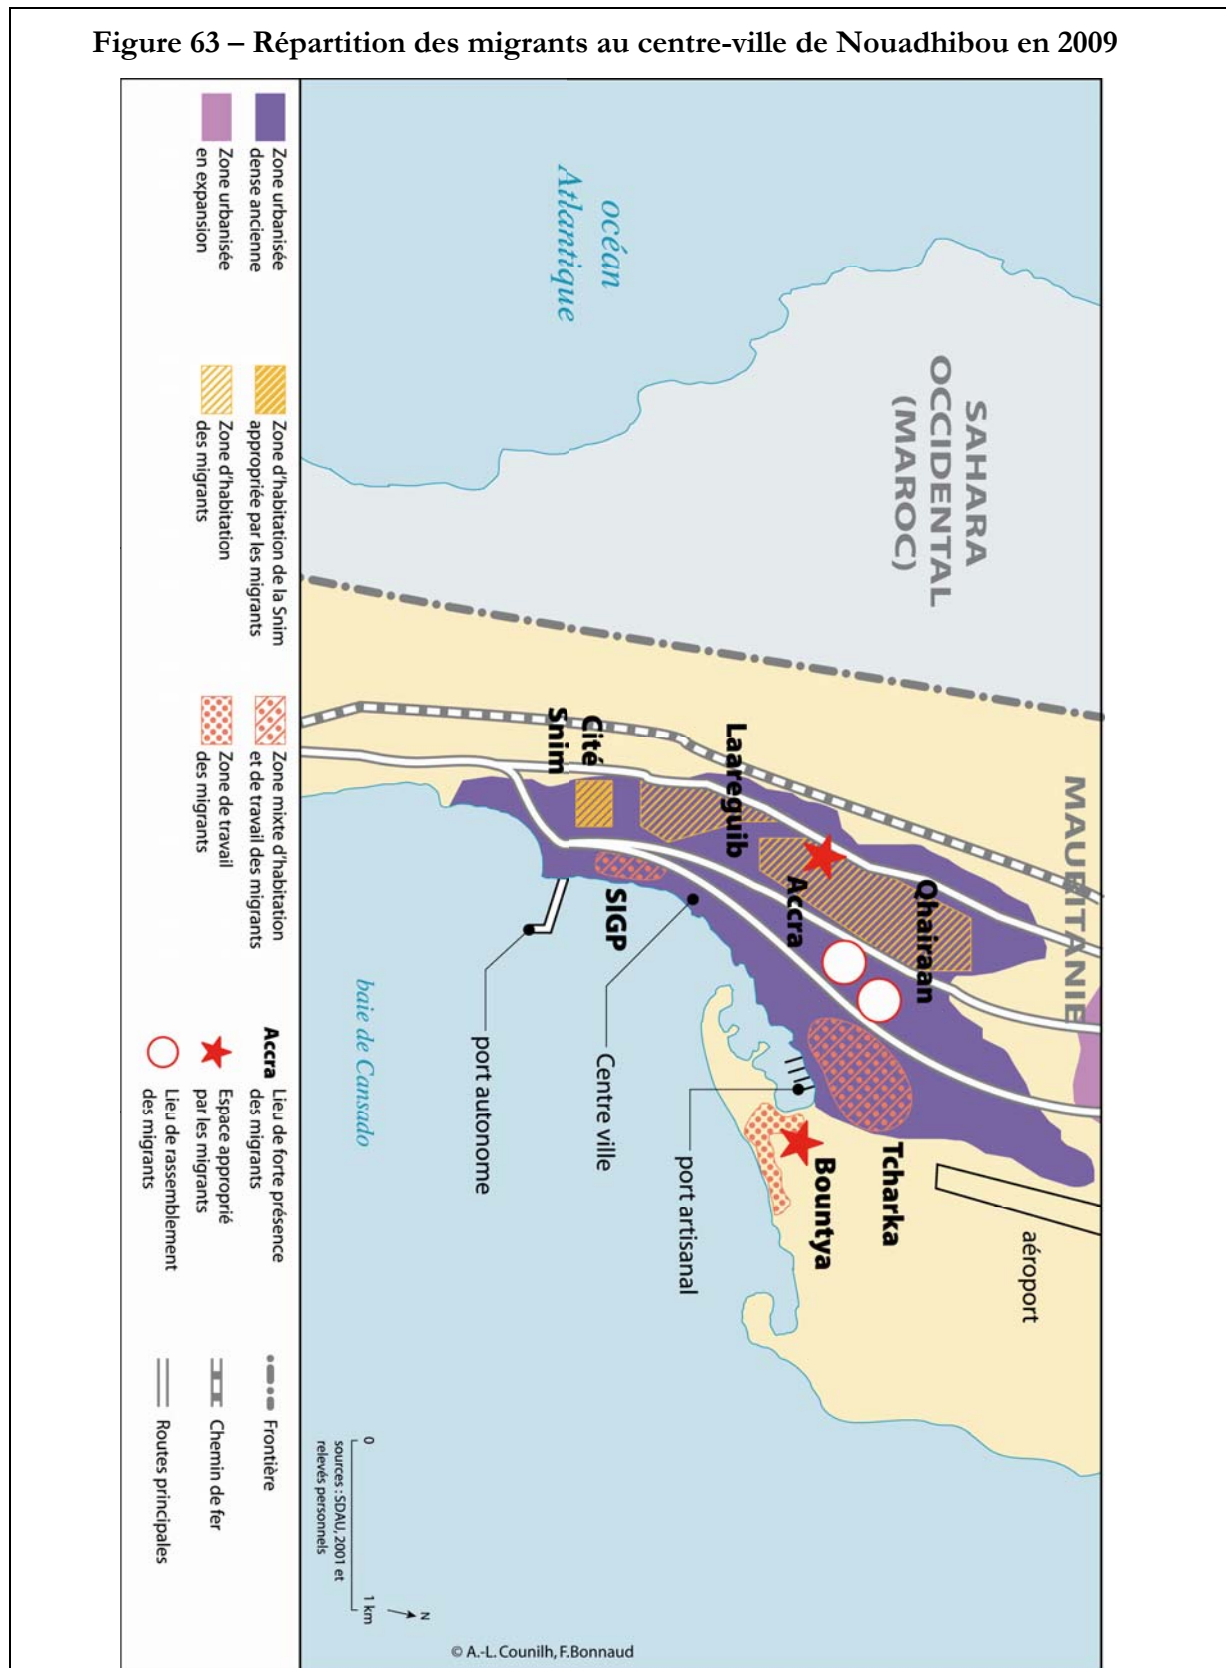 Figure 63 – Répartition des migrants au centre-ville de Nouadhibou en 2009
océan
Atlantique
SAHARA
OCCIDENTAL
(MAROC)
MAURITANIE
Cité
Snim
Laareguib
Accra
Qhairaan
SIGP
Tcharka
Bountya
aéroport
port artisanal
Centre ville
port autonome
baie de Cansado
Zone urbanisée
dense ancienne
Zone urbanisée
en expansion
Zone d'habitation de la Snim
appropriée par les migrants
Zone d'habitation
des migrants
Zone mixte d'habitation
et de travail des migrants
Zone de travail
des migrants
Accra Lieu de forte présence
des migrants
Espace approprié
par les migrants
Lieu de rassemblement
des migrants
Frontière
Chemin de fer
Routes principales
0 1 km
N
sources : SDAU, 2001 et
relevés personnels
© A.-L. Counilh, F.Bonnaud